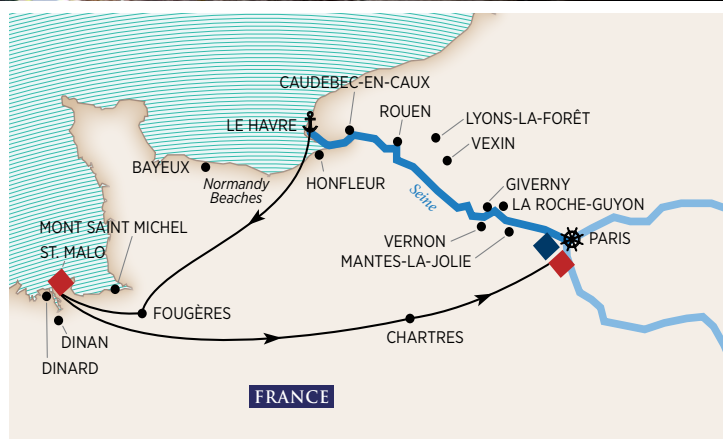 CAUDEBEC-EN-CAUX
ROUEN
LE HAVRE
LYONS-LA-FORÊT
VEXIN
BAYEUX
Normandy
Beaches
HONFLEUR
Seine
GIVERNY
LA ROCHE-GUYON
MONT SAINT MICHEL
ST. MALO
VERNON
PARIS
MANTES-LA-JOLIE
FOUGÈRES
CHARTRES
DINAN
DINARD
FRANCE